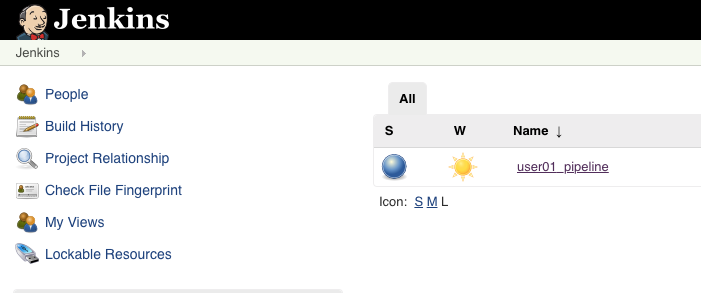 Jenkins
Jenkins
People
Build History
Project Relationship
Check File Fingerprint
My Views
Lockable Resources
All
S W Name ↓
user01_pipeline
Icon: S M L